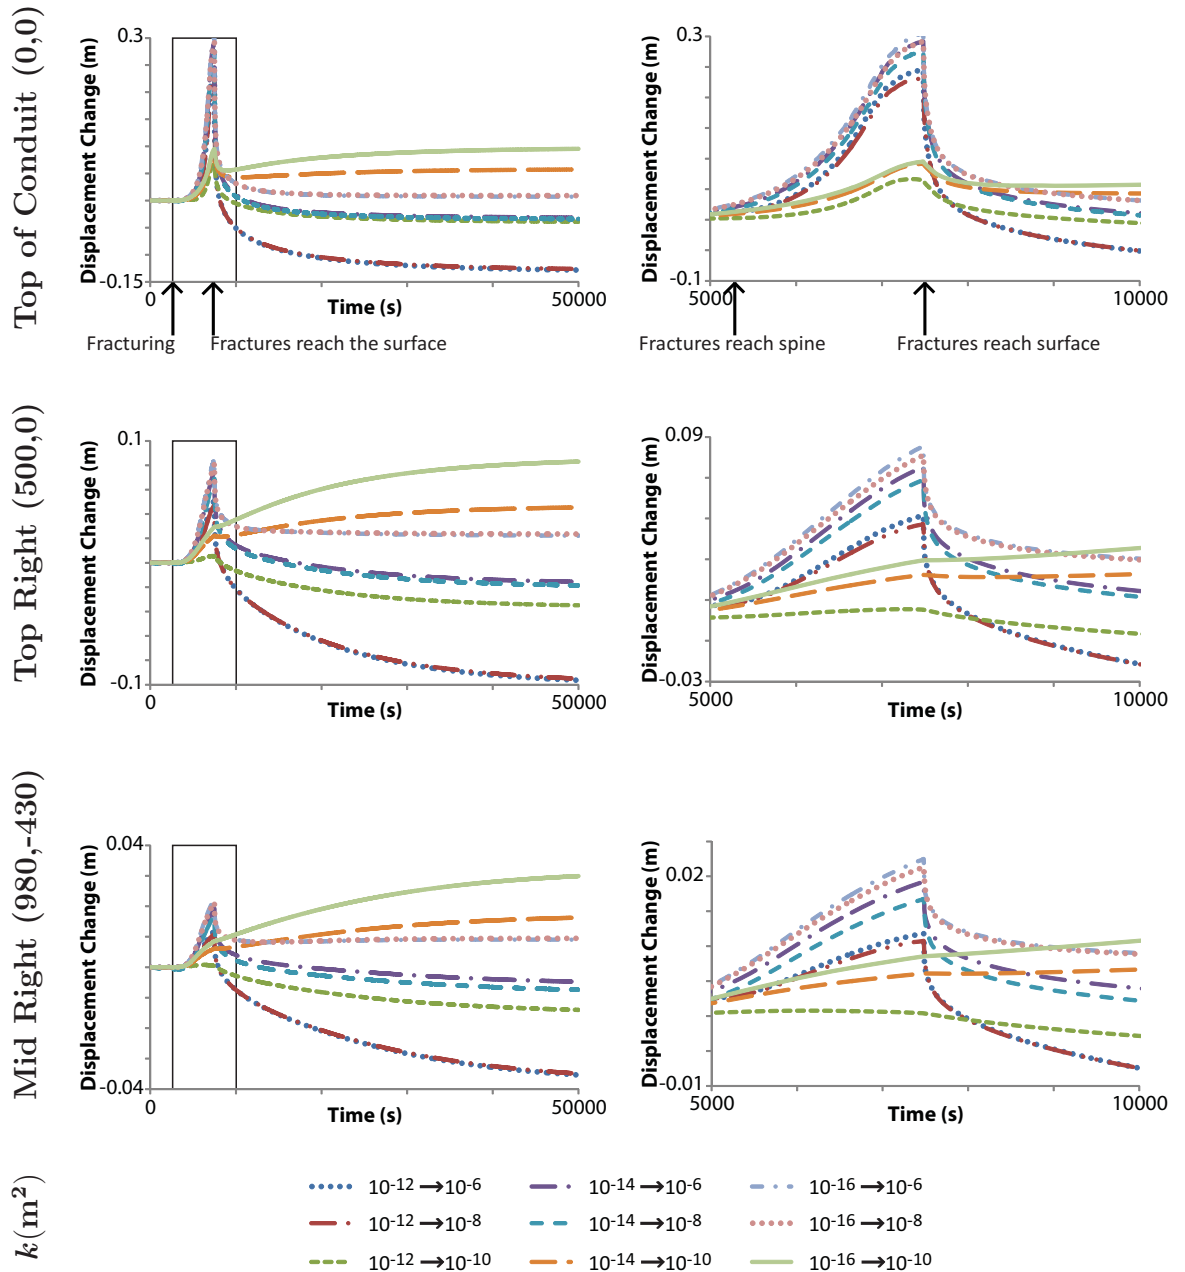 Top of Conduit (0,0)
Displacement Change (m)
0.3
-0.15
0
50000
Time (s)
Fracturing
Fractures reach the surface
Displacement Change (m)
0.3
-0.1
5000
10000
Fractures reach spine
Fractures reach surface
Top Right (500,0)
Displacement Change (m)
0.1
-0.1
0
50000
Time (s)
Displacement Change (m)
0.09
-0.03
5000
10000
Time (s)
Mid Right (980,-430)
Displacement Change (m)
0.04
-0.04
0
50000
Time (s)
Displacement Change (m)
0.02
-0.01
5000
10000
Time (s)
k(m²)
10⁻¹² → 10⁻⁶
10⁻¹⁴ → 10⁻⁶
10⁻¹⁶ → 10⁻⁶
10⁻¹² → 10⁻⁸
10⁻¹⁴ → 10⁻⁸
10⁻¹⁶ → 10⁻⁸
10⁻¹² → 10⁻¹⁰
10⁻¹⁴ → 10⁻¹⁰
10⁻¹⁶ → 10⁻¹⁰